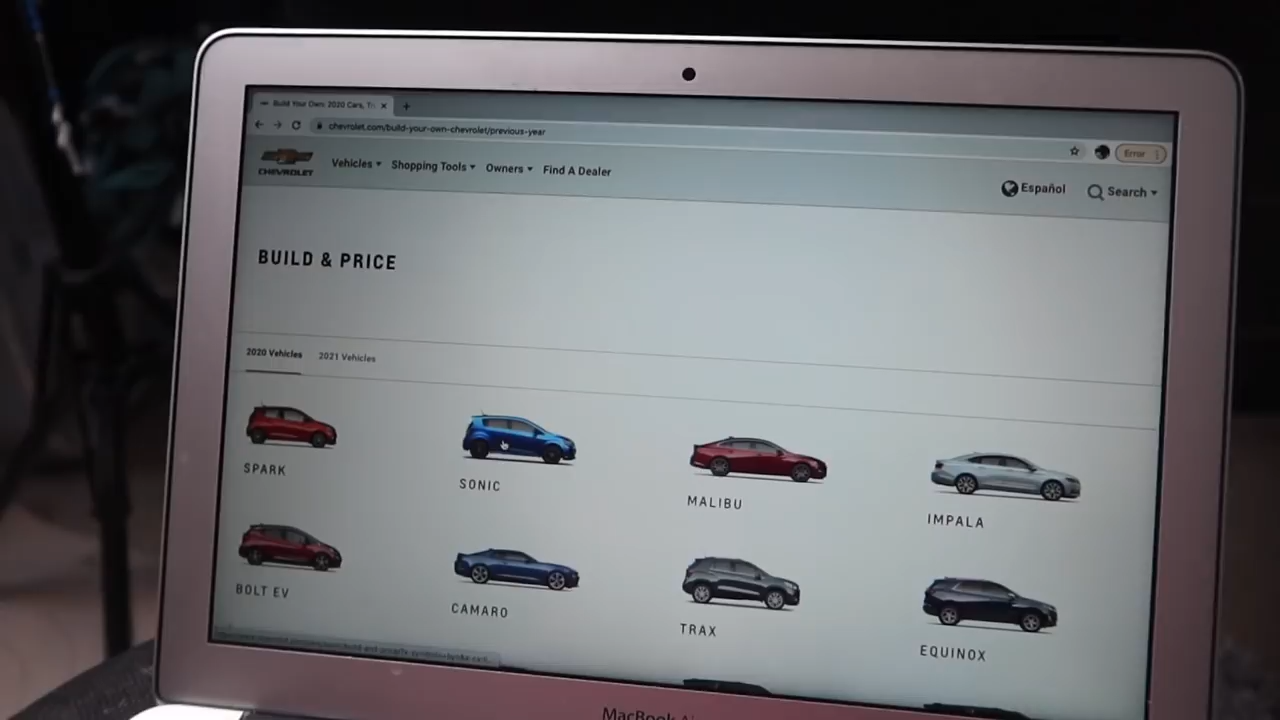 Build Your Own: 2020 Cars, Tr
chevrolet.com/build-your-own-chevrolet/previous-year
Error
CHEVROLET
Vehicles
Shopping Tools
Owners
Find A Dealer
Español
Search
BUILD & PRICE
2020 Vehicles
2021 Vehicles
SPARK
SONIC
MALIBU
IMPALA
BOLT EV
CAMARO
TRAX
EQUINOX
MacBook